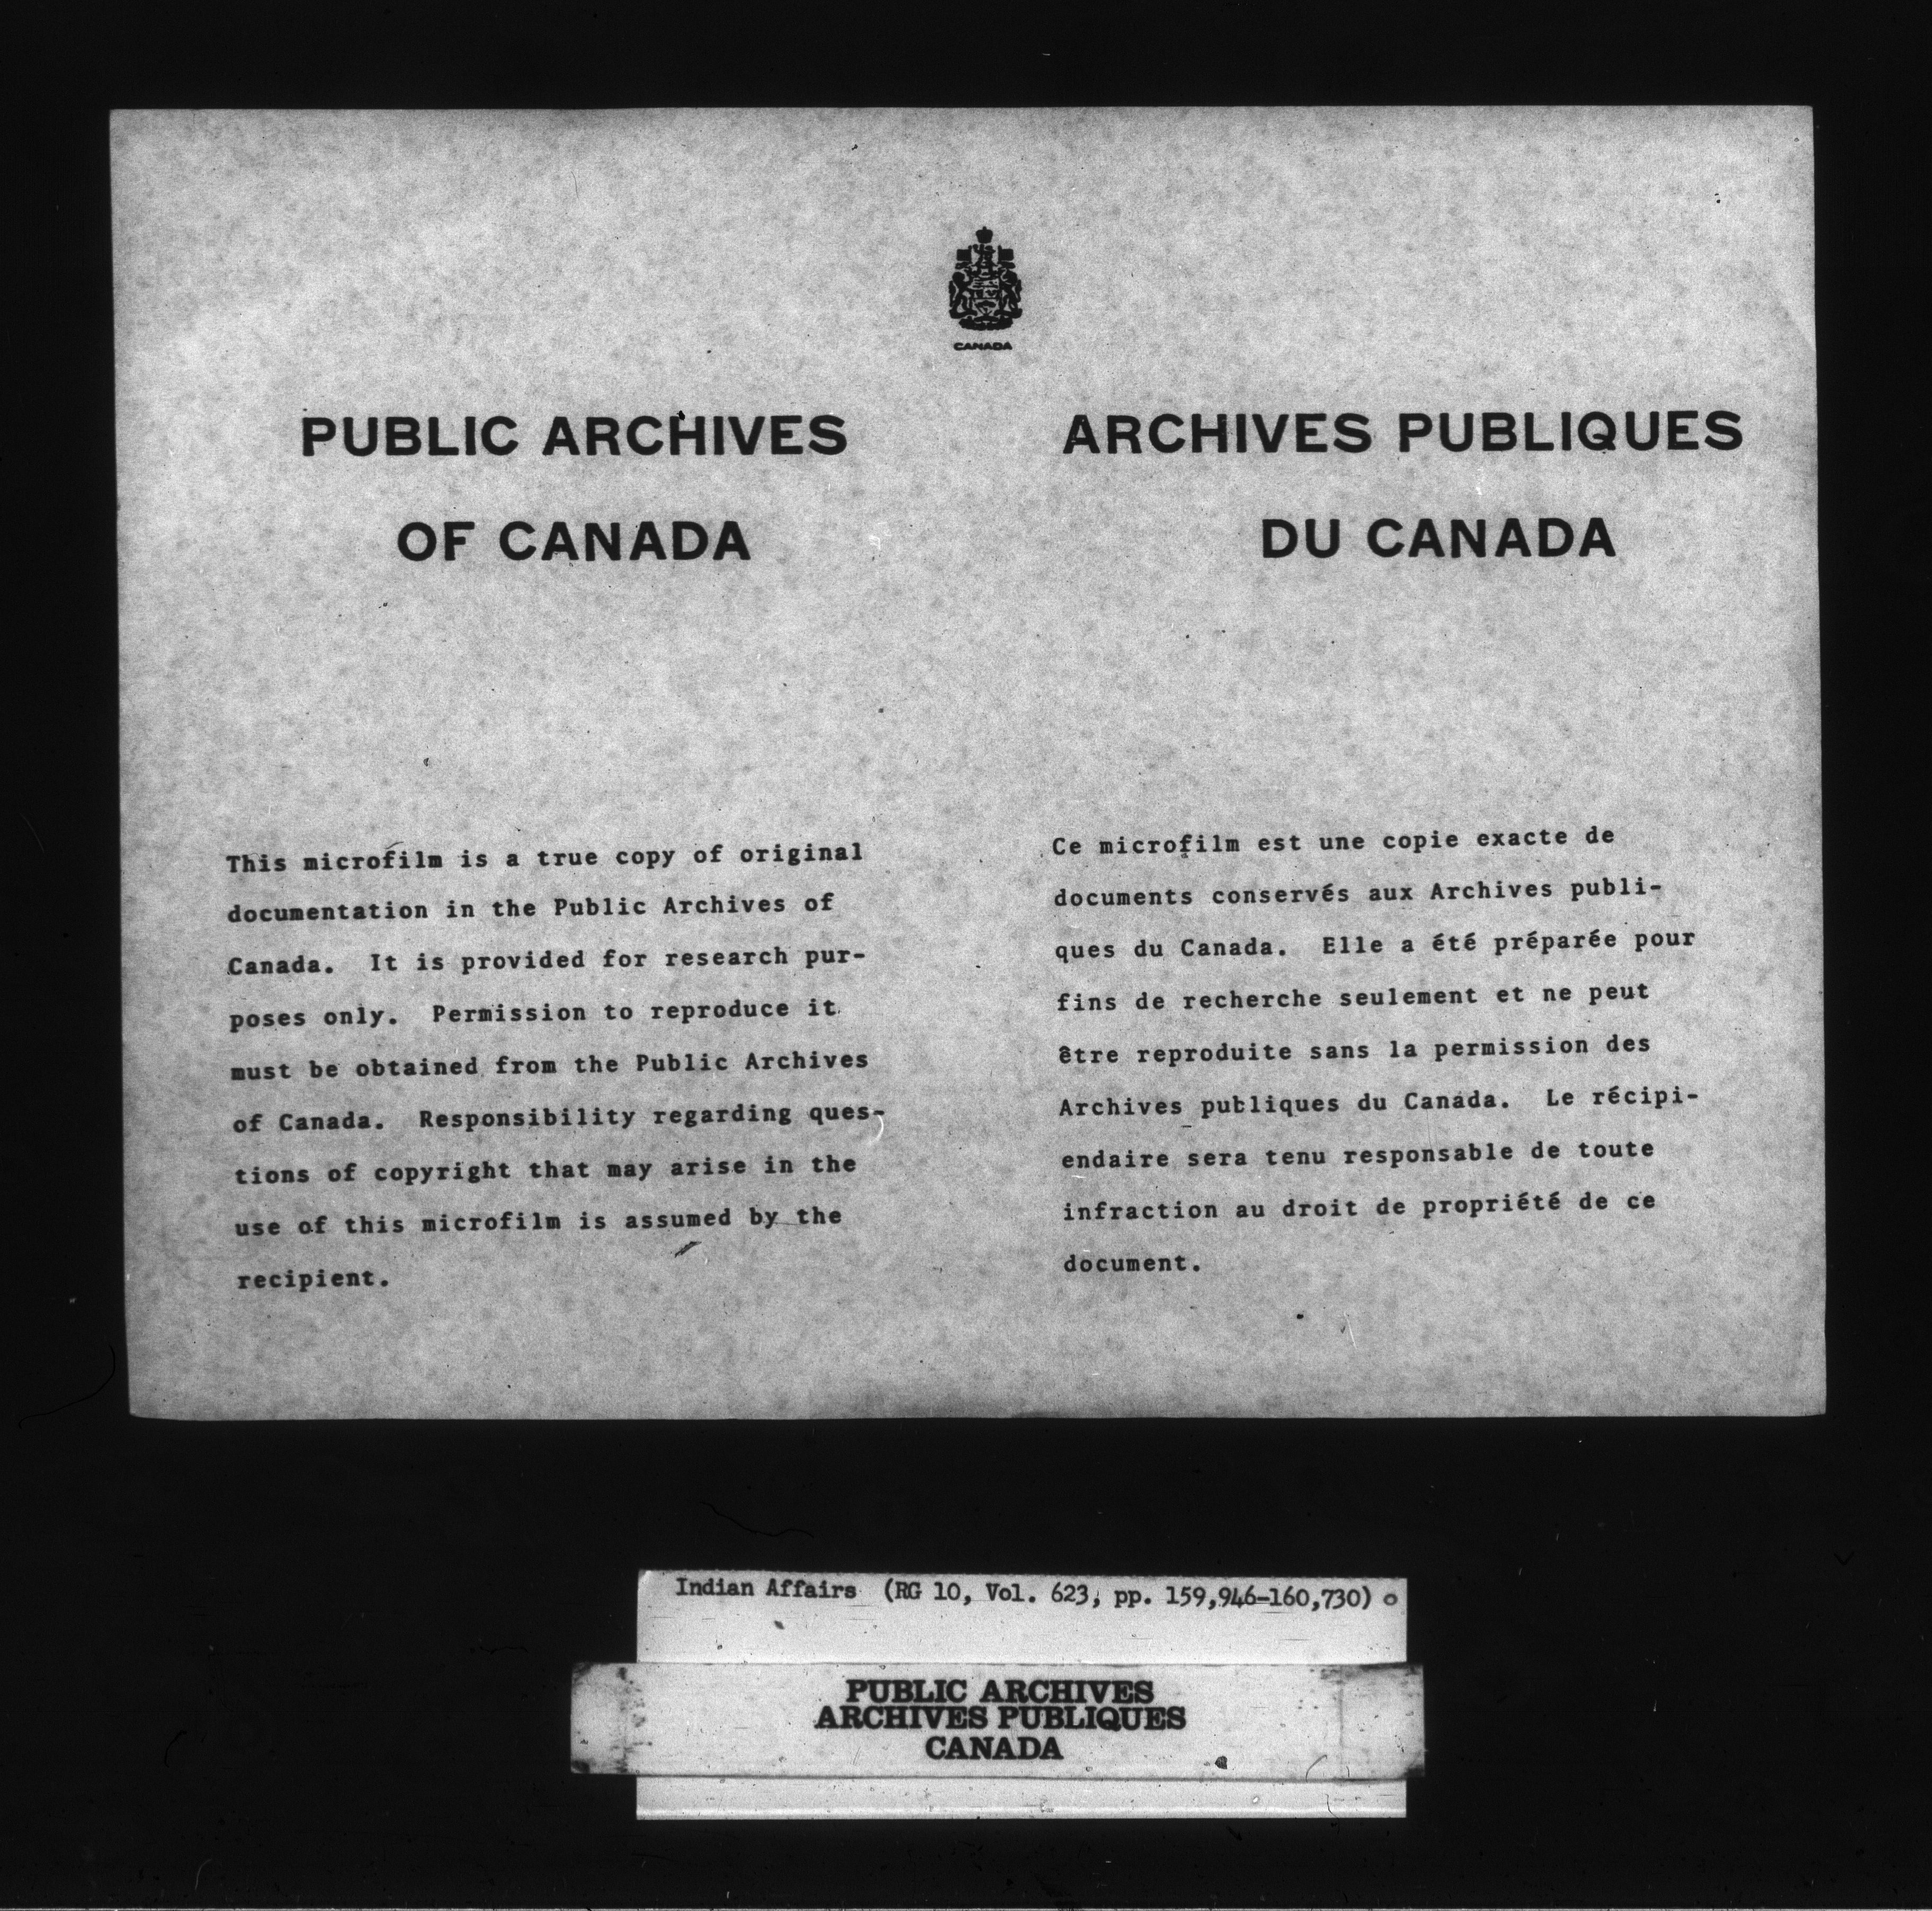 CANADA
PUBLIC ARCHIVES
OF CANADA
This microfilm is a true copy of original
documentation in the Public Archives of
Canada. It is provided for research pur-
poses only. Permission to reproduce it
must be obtained from the Public Archives
of Canada. Responsibility regarding ques-
tions of copyright that may arise in the
use of this microfilm is assumed by the
recipient.
ARCHIVES PUBLIQUES
DU CANADA
Ce microfilm est une copie exacte de
documents conservés aux Archives publi-
ques du Canada. Elle a été préparée pour
fins de recherche seulement et ne peut
être reproduite sans la permission des
Archives publiques du Canada. Le récipi-
endaire sera tenu responsable de toute
infraction au droit de propriété de ce
document.
Indian Affairs (RG 10, Vol. 623, pp. 159,946-160,730)
PUBLIC ARCHIVES
ARCHIVES PUBLIQUES
CANADA